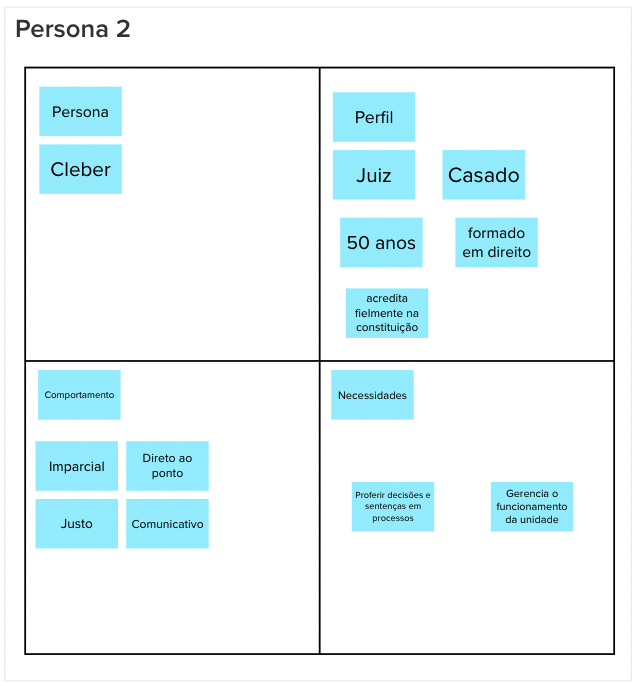 Persona 2
Persona
Cleber
Perfil
Juiz
Casado
50 anos
formado
em direito
acredita
fielmente na
constituição
Comportamento
Imparcial
Direto ao
ponto
Justo
Comunicativo
Necessidades
Proferir decisões e
sentenças em
processos
Gerencia o
funcionamento
da unidade